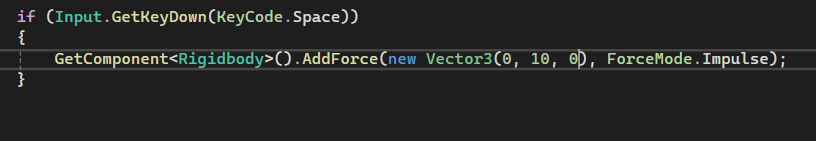 if (Input.GetKeyDown(KeyCode.Space))
{
GetComponent<Rigidbody>().AddForce(new Vector3(0, 10, 0), ForceMode.Impulse);
}